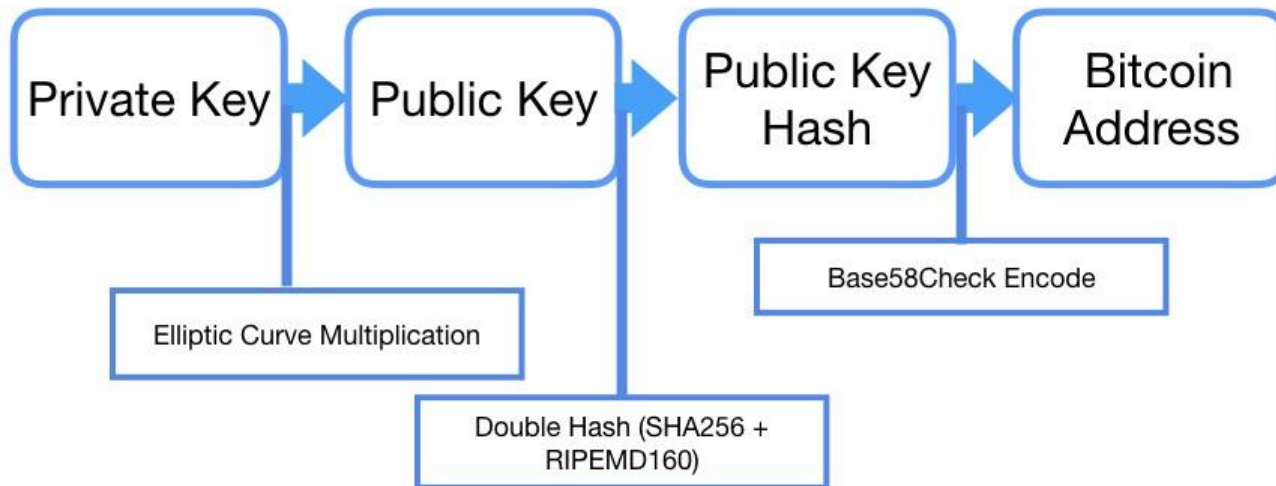 Private Key
Public Key
Public Key
Hash
Bitcoin
Address
Base58Check Encode
Elliptic Curve Multiplication
Double Hash (SHA256 +
RIPEMD160)